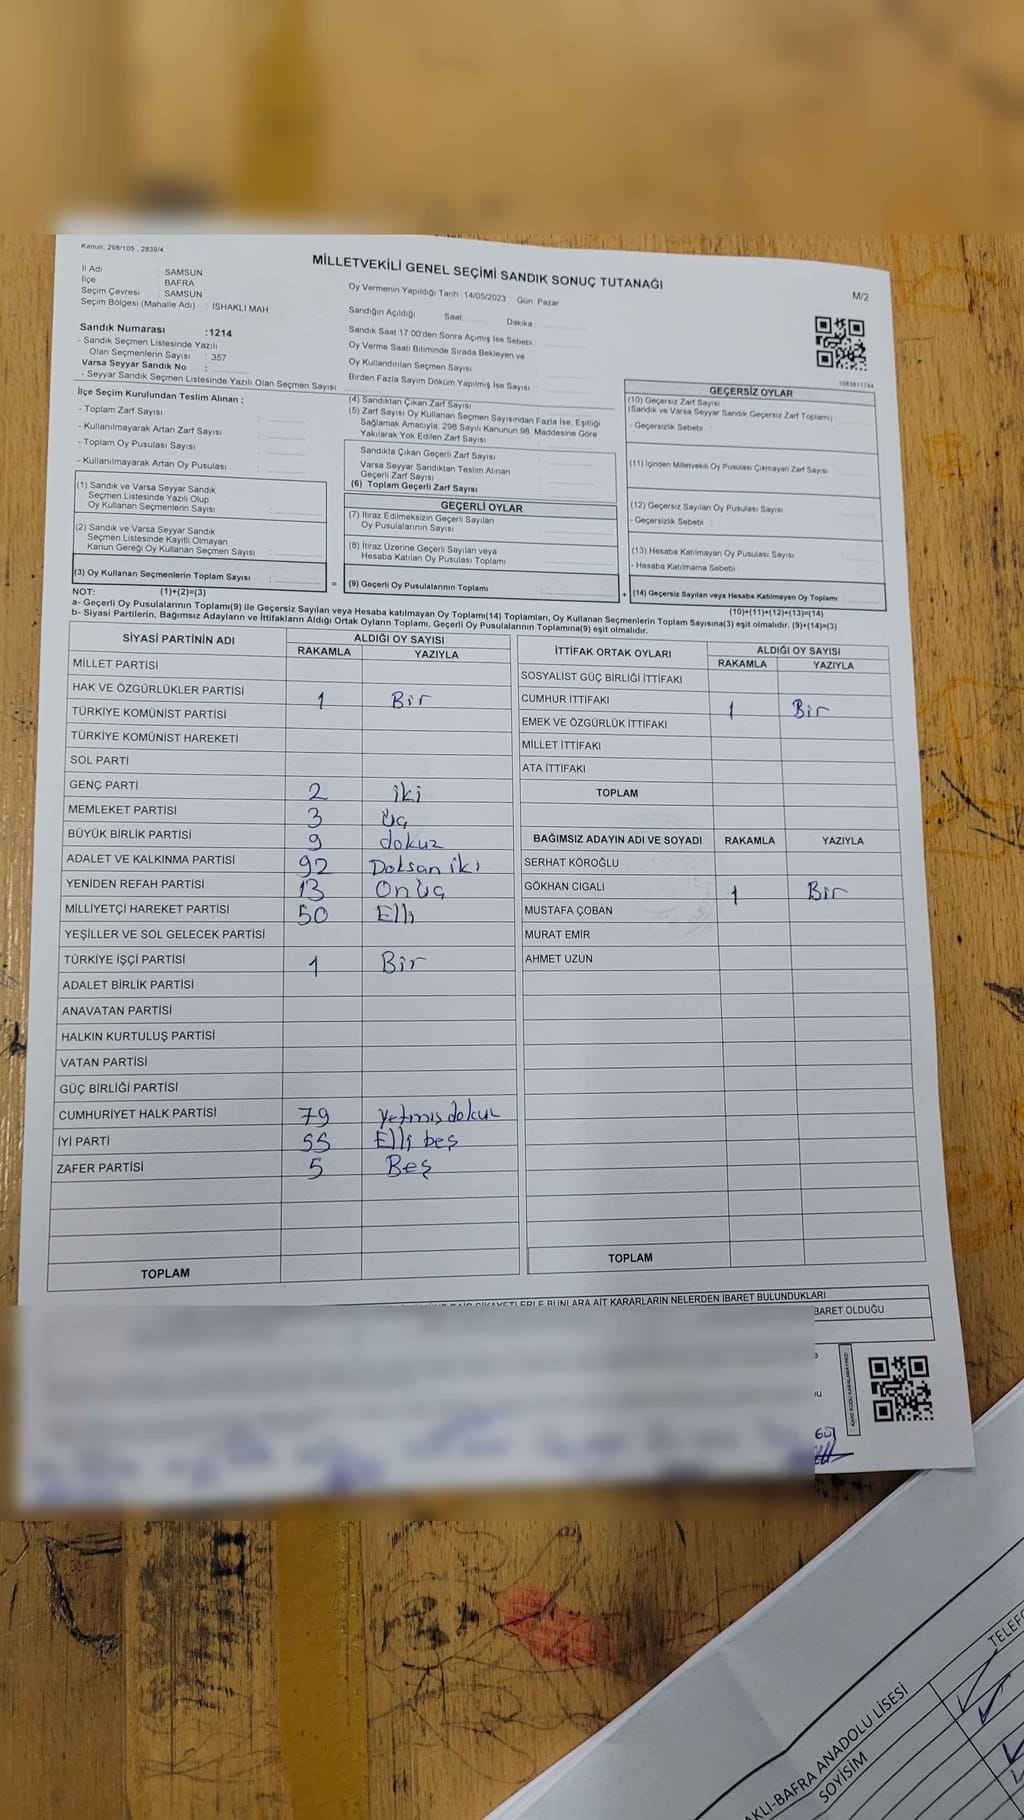 Kanun, 298/105 , 2839/4
MİLLETVEKİLİ GENEL SEÇİMİ SANDIK SONUÇ TUTANAĞI
M/2
İl Adı : SAMSUN
İlçe : BAFRA
Seçim Çevresi : SAMSUN
Seçim Bölgesi (Mahalle Adı) : İSHAKLI MAH.
Sandık Numarası :1214
- Sandık Seçmen Listesinde Yazılı
Olan Seçmenlerin Sayısı : 357
Varsa Seyyar Sandık No :
- Seyyar Sandık Seçmen Listesinde Yazılı Olan Seçmen Sayısı :
Oy Vermenin Yapıldığı Tarih :14/05/2023 Gün: Pazar
Sandığın Açıldığı Saat Dakika
Sandık Saat 17.00'den Sonra Açımış İse Sebebi :
Oy Verme Saati Bitiminde Sırada Bekleyen ve
Oy Kullandırılan Seçmen Sayısı :
Birden Fazla Sayım Döküm Yapılmış İse Sayısı :
1083811744
İlçe Seçim Kurulundan Teslim Alınan ;
- Toplam Zarf Sayısı :
- Kullanılmayarak Artan Zarf Sayısı :
- Toplam Oy Pusulası Sayısı :
- Kullanılmayarak Artan Oy Pusulası :
(1) Sandık ve Varsa Seyyar Sandık
Seçmen Listesinde Yazılı Olup
Oy Kullanan Seçmenlerin Sayısı :
(2) Sandık ve Varsa Seyyar Sandık
Seçmen Listesinde Kayıtlı Olmayan
Kanun Gereği Oy Kullanan Seçmen Sayısı :
(3) Oy Kullanan Seçmenlerin Toplam Sayısı :
(1)+(2)=(3)
(4) Sandıktan Çıkan Zarf Sayısı :
(5) Zarf Sayısı Oy Kullanan Seçmen Sayısından Fazla İse, Eşitliği
Sağlamak Amacıyla, 298 Sayılı Kanunun 98. Maddesine Göre
Yakılarak Yok Edilen Zarf Sayısı :
Sandıkta Çıkan Geçerli Zarf Sayısı :
Varsa Seyyar Sandıktan Teslim Alınan
Geçerli Zarf Sayısı :
(6) Toplam Geçerli Zarf Sayısı :
GEÇERLİ OYLAR
(7) İtiraz Edilmeksizin Geçerli Sayılan
Oy Pusulalarının Sayısı :
(8) İtiraz Üzerine Geçerli Sayılan veya
Hesaba Katılan Oy Pusulası Toplamı :
= (9) Geçerli Oy Pusulalarının Toplamı :
GEÇERSİZ OYLAR
(10) Geçersiz Zarf Sayısı
(Sandık ve Varsa Seyyar Sandık Geçersiz Zarf Toplamı) :
- Geçersizlik Sebebi :
(11) İçinden Milletvekili Oy Pusulası Çıkmayan Zarf Sayısı
(12) Geçersiz Sayılan Oy Pusulası Sayısı :
- Geçersizlik Sebebi :
(13) Hesaba Katılmayan Oy Pusulası Sayısı :
- Hesaba Katılmama Sebebi :
+ (14) Geçersiz Sayılan veya Hesaba Katılmayan Oy Toplamı :
(10)+(11)+(12)+(13)=(14)
NOT:
a- Geçerli Oy Pusulalarının Toplamı(9) ile Geçersiz Sayılan veya Hesaba katılmayan Oy Toplamı(14) Toplamları, Oy Kullanan Seçmenlerin Toplam Sayısına(3) eşit olmalıdır. (9)+(14)=(3)
b- Siyasi Partilerin, Bağımsız Adayların ve İttifakların Aldığı Ortak Oyların Toplamı, Geçerli Oy Pusulalarının Toplamına(9) eşit olmalıdır.
SİYASİ PARTİNİN ADI ALDIĞI OY SAYISI
RAKAMLA YAZIYLA
MİLLET PARTİSİ
HAK VE ÖZGÜRLÜKLER PARTİSİ 1 Bir
TÜRKİYE KOMÜNİST PARTİSİ
TÜRKİYE KOMÜNİST HAREKETİ
SOL PARTİ
GENÇ PARTİ 2 iki
MEMLEKET PARTİSİ 3 üç
BÜYÜK BİRLİK PARTİSİ 9 dokuz
ADALET VE KALKINMA PARTİSİ 92 Doksan iki
YENİDEN REFAH PARTİSİ 13 Onüç
MİLLİYETÇİ HAREKET PARTİSİ 50 Elli
YEŞİLLER VE SOL GELECEK PARTİSİ
TÜRKİYE İŞÇİ PARTİSİ 1 Bir
ADALET BİRLİK PARTİSİ
ANAVATAN PARTİSİ
HALKIN KURTULUŞ PARTİSİ
VATAN PARTİSİ
GÜÇ BİRLİĞİ PARTİSİ
CUMHURİYET HALK PARTİSİ 79 Yetmiş dokuz
İYİ PARTİ 55 Elli beş
ZAFER PARTİSİ 5 Beş
TOPLAM
İTTİFAK ORTAK OYLARI ALDIĞI OY SAYISI
RAKAMLA YAZIYLA
SOSYALİST GÜÇ BİRLİĞİ İTTİFAKI
CUMHUR İTTİFAKI 1 Bir
EMEK VE ÖZGÜRLÜK İTTİFAKI
MİLLET İTTİFAKI
ATA İTTİFAKI
TOPLAM
BAĞIMSIZ ADAYIN ADI VE SOYADI RAKAMLA YAZIYLA
SERHAT KÖROĞLU
GÖKHAN CIGALI 1 Bir
MUSTAFA ÇOBAN
MURAT EMİR
AHMET UZUN
TOPLAM
ŞİKAYETLERLE BUNLARA AİT KARARLARIN NELERDEN İBARET BULUNDUKLARI
BARET OLDUĞU
AKLI-BAFRA ANADOLU LİSESİ
SOYİSİM
TELEFO